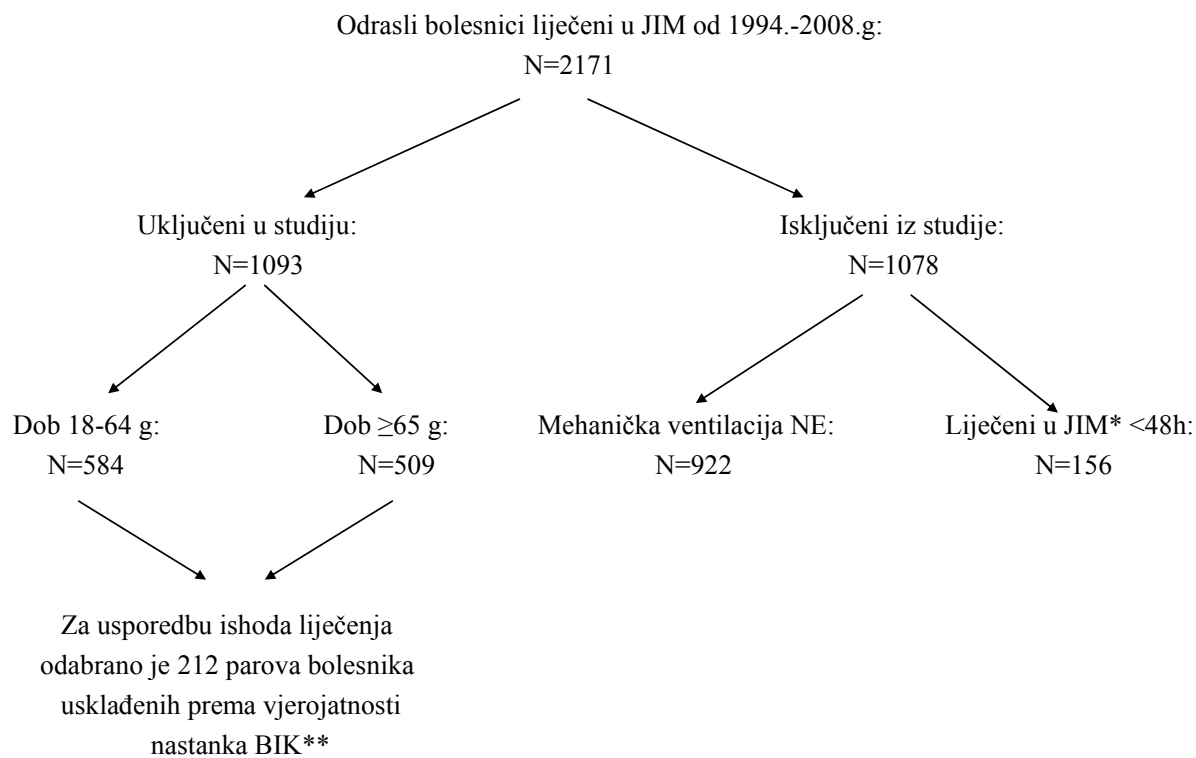 Odrasli bolesnici liječeni u JIM od 1994.-2008.g:
N=2171
Uključeni u studiju:
N=1093
Isključeni iz studije:
N=1078
Dob 18-64 g:
N=584
Dob ≥65 g:
N=509
Mehanička ventilacija NE:
N=922
Liječeni u JIM* <48h:
N=156
Za usporedbu ishoda liječenja
odabrano je 212 parova bolesnika
usklađenih prema vjerojatnosti
nastanka BIK**